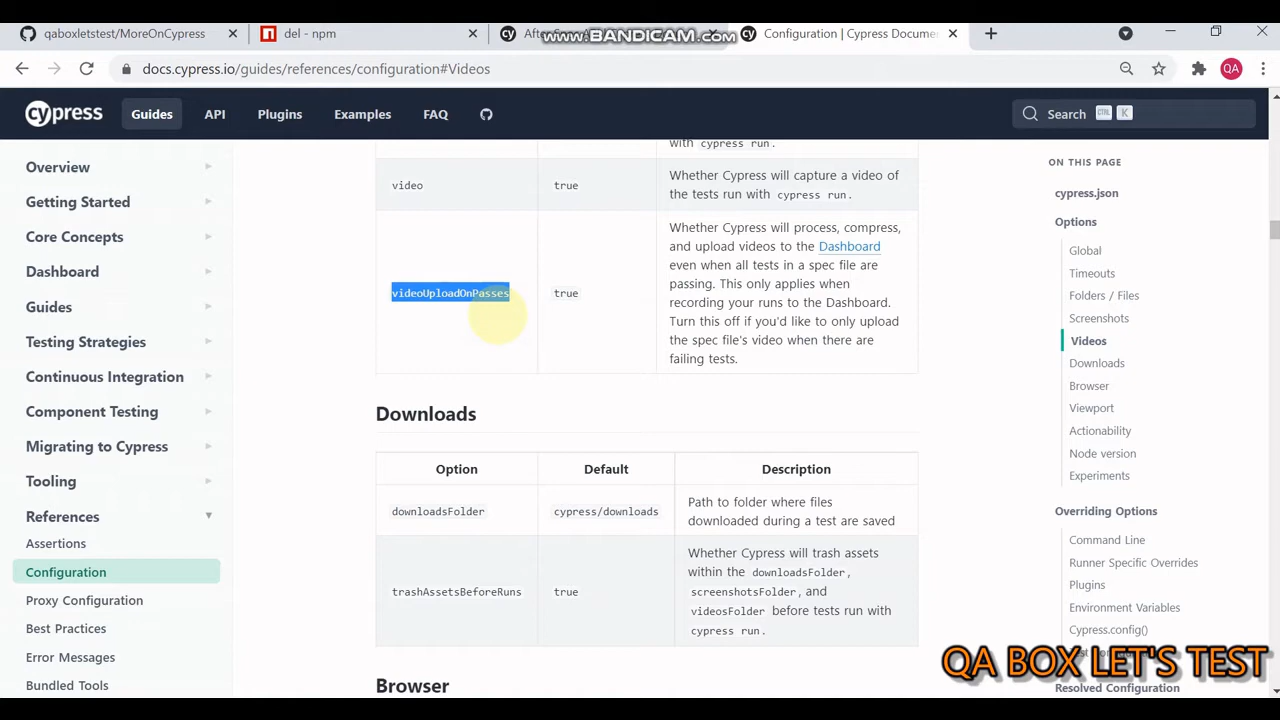 qaboxletstest/MoreOnCypress
del - npm
After
www.BANDICAM.com
Configuration | Cypress Docume
docs.cypress.io/guides/references/configuration#Videos
QA
cypress
Guides
API
Plugins
Examples
FAQ
Search
CTRL
K
Overview
Getting Started
Core Concepts
Dashboard
Guides
Testing Strategies
Continuous Integration
Component Testing
Migrating to Cypress
Tooling
References
Assertions
Configuration
Proxy Configuration
Best Practices
Error Messages
Bundled Tools
with cypress run.
video
true
Whether Cypress will capture a video of
the tests run with cypress run.
videoUploadOnPasses
true
Whether Cypress will process, compress,
and upload videos to the Dashboard
even when all tests in a spec file are
passing. This only applies when
recording your runs to the Dashboard.
Turn this off if you'd like to only upload
the spec file's video when there are
failing tests.
Downloads
Option
Default
Description
downloadsFolder
cypress/downloads
Path to folder where files
downloaded during a test are saved
trashAssetsBeforeRuns
true
Whether Cypress will trash assets
within the downloadsFolder,
screenshotsFolder, and
videosFolder before tests run with
cypress run.
Browser
ON THIS PAGE
cypress.json
Options
Global
Timeouts
Folders / Files
Screenshots
Videos
Downloads
Browser
Viewport
Actionability
Node version
Experiments
Overriding Options
Command Line
Runner Specific Overrides
Plugins
Environment Variables
Cypress.config()
QA BOX LET'S TEST
Resolved Configuration